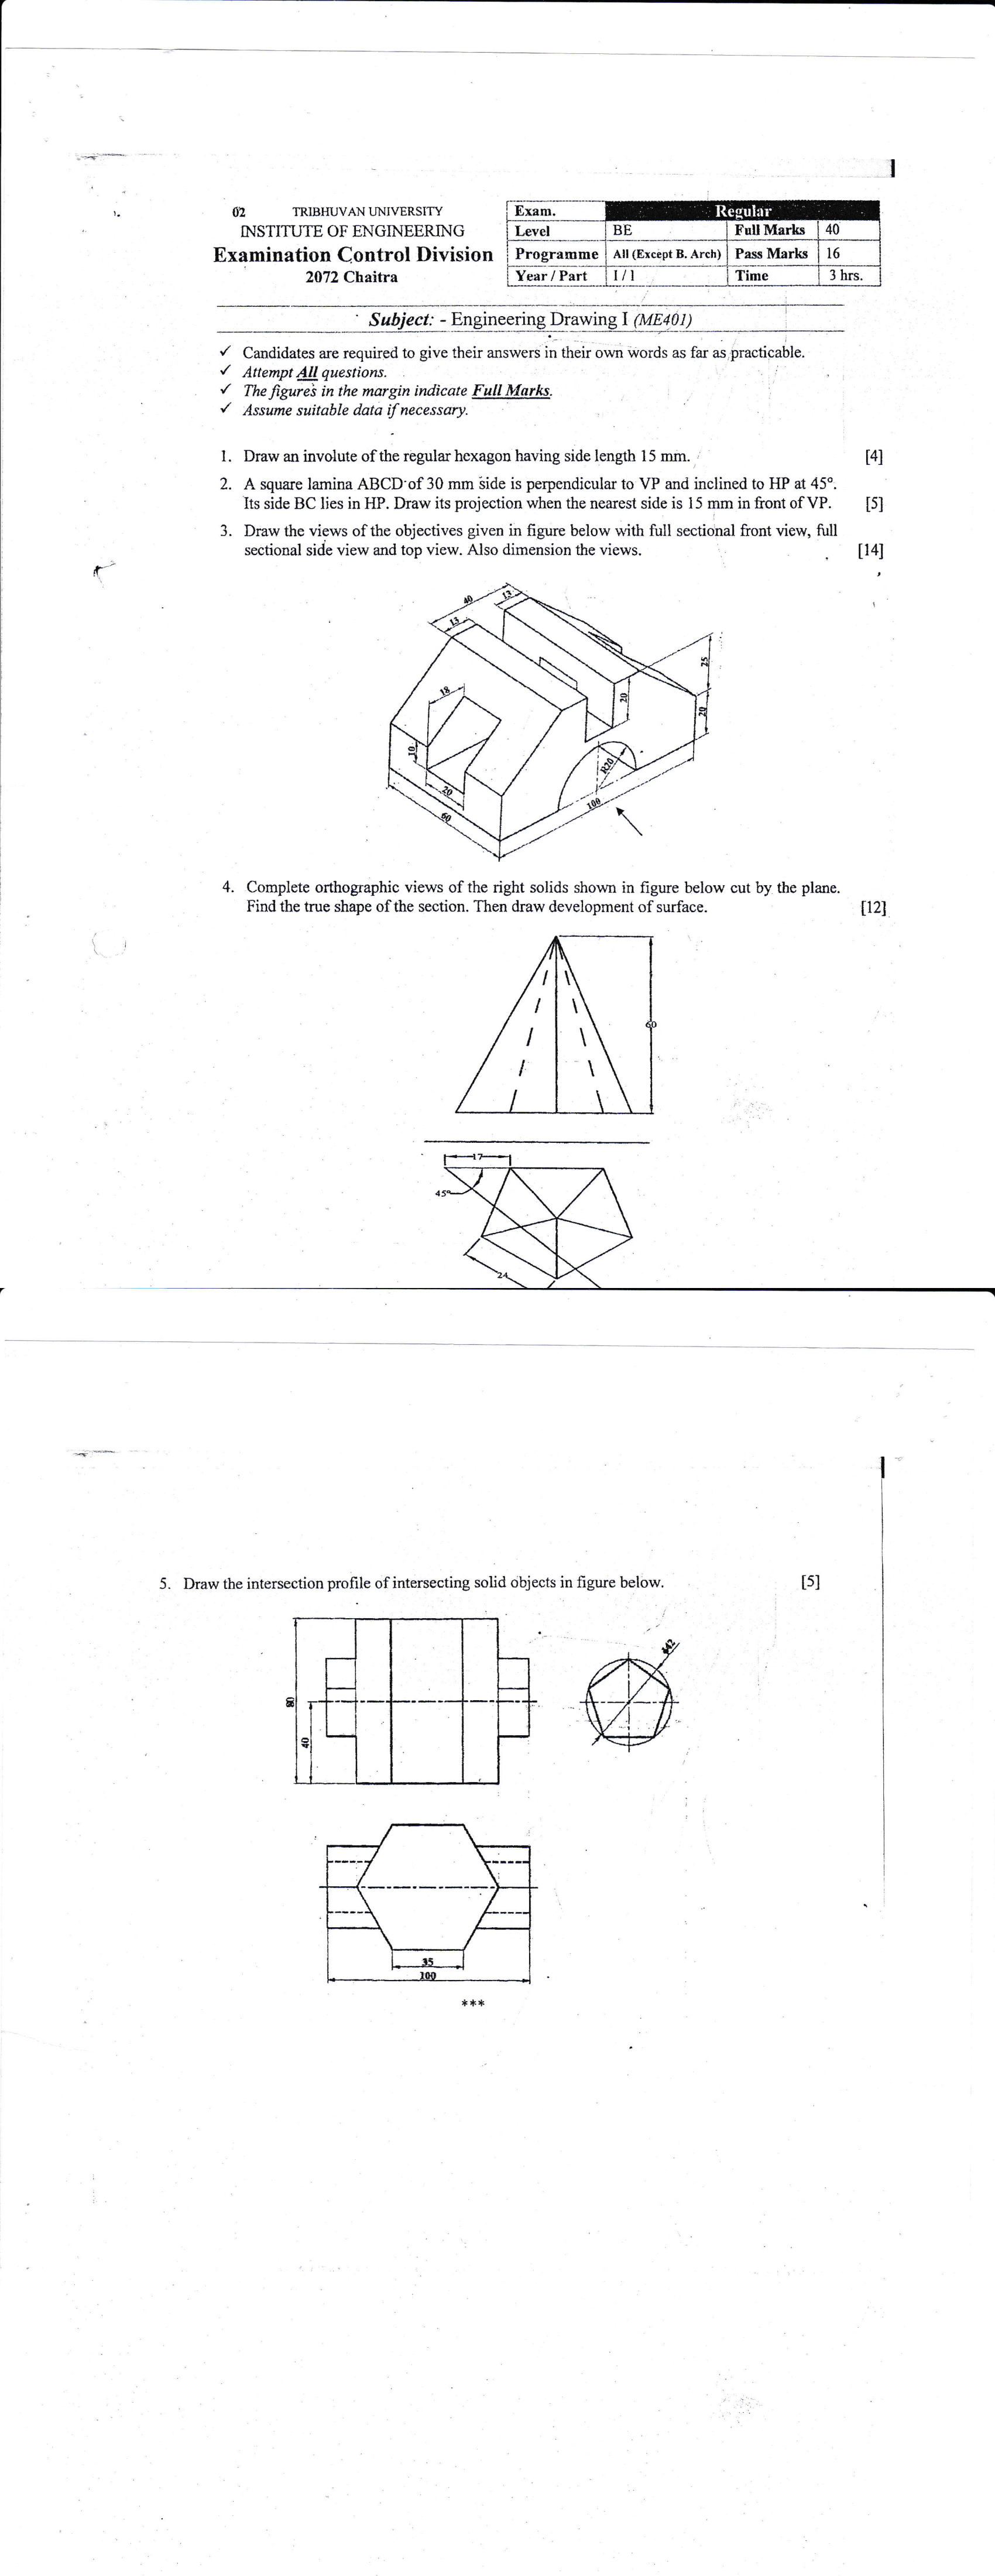 02 TRIBHUVAN UNIVERSITY
INSTITUTE OF ENGINEERING
Examination Control Division
2072 Chaitra
Exam. Regular
Level BE Full Marks 40
Programme All (Except B. Arch) Pass Marks 16
Year / Part I / I Time 3 hrs.
Subject: - Engineering Drawing I (ME401)
✓ Candidates are required to give their answers in their own words as far as practicable.
✓ Attempt All questions.
✓ The figures in the margin indicate Full Marks.
✓ Assume suitable data if necessary.
1. Draw an involute of the regular hexagon having side length 15 mm. [4]
2. A square lamina ABCD of 30 mm side is perpendicular to VP and inclined to HP at 45°.
Its side BC lies in HP. Draw its projection when the nearest side is 15 mm in front of VP. [5]
3. Draw the views of the objectives given in figure below with full sectional front view, full
sectional side view and top view. Also dimension the views. [14]
40
13
13
18
25
20
20
10
20
R20
60
100
4. Complete orthographic views of the right solids shown in figure below cut by the plane.
Find the true shape of the section. Then draw development of surface. [12]
60
17
45°
24
5. Draw the intersection profile of intersecting solid objects in figure below. [5]
ϕ42
80
40
35
100
***